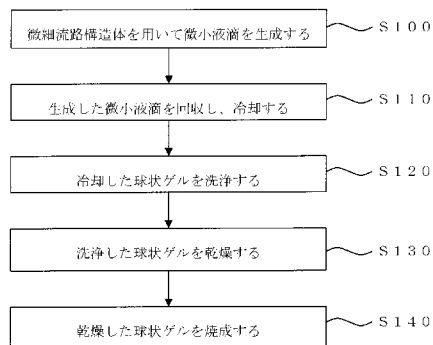 微細流路構造体を用いて微小液滴を生成する
S100
生成した微小液滴を回収し、冷却する
S110
冷却した球状ゲルを洗浄する
S120
洗浄した球状ゲルを乾燥する
S130
乾燥した球状ゲルを焼成する
S140